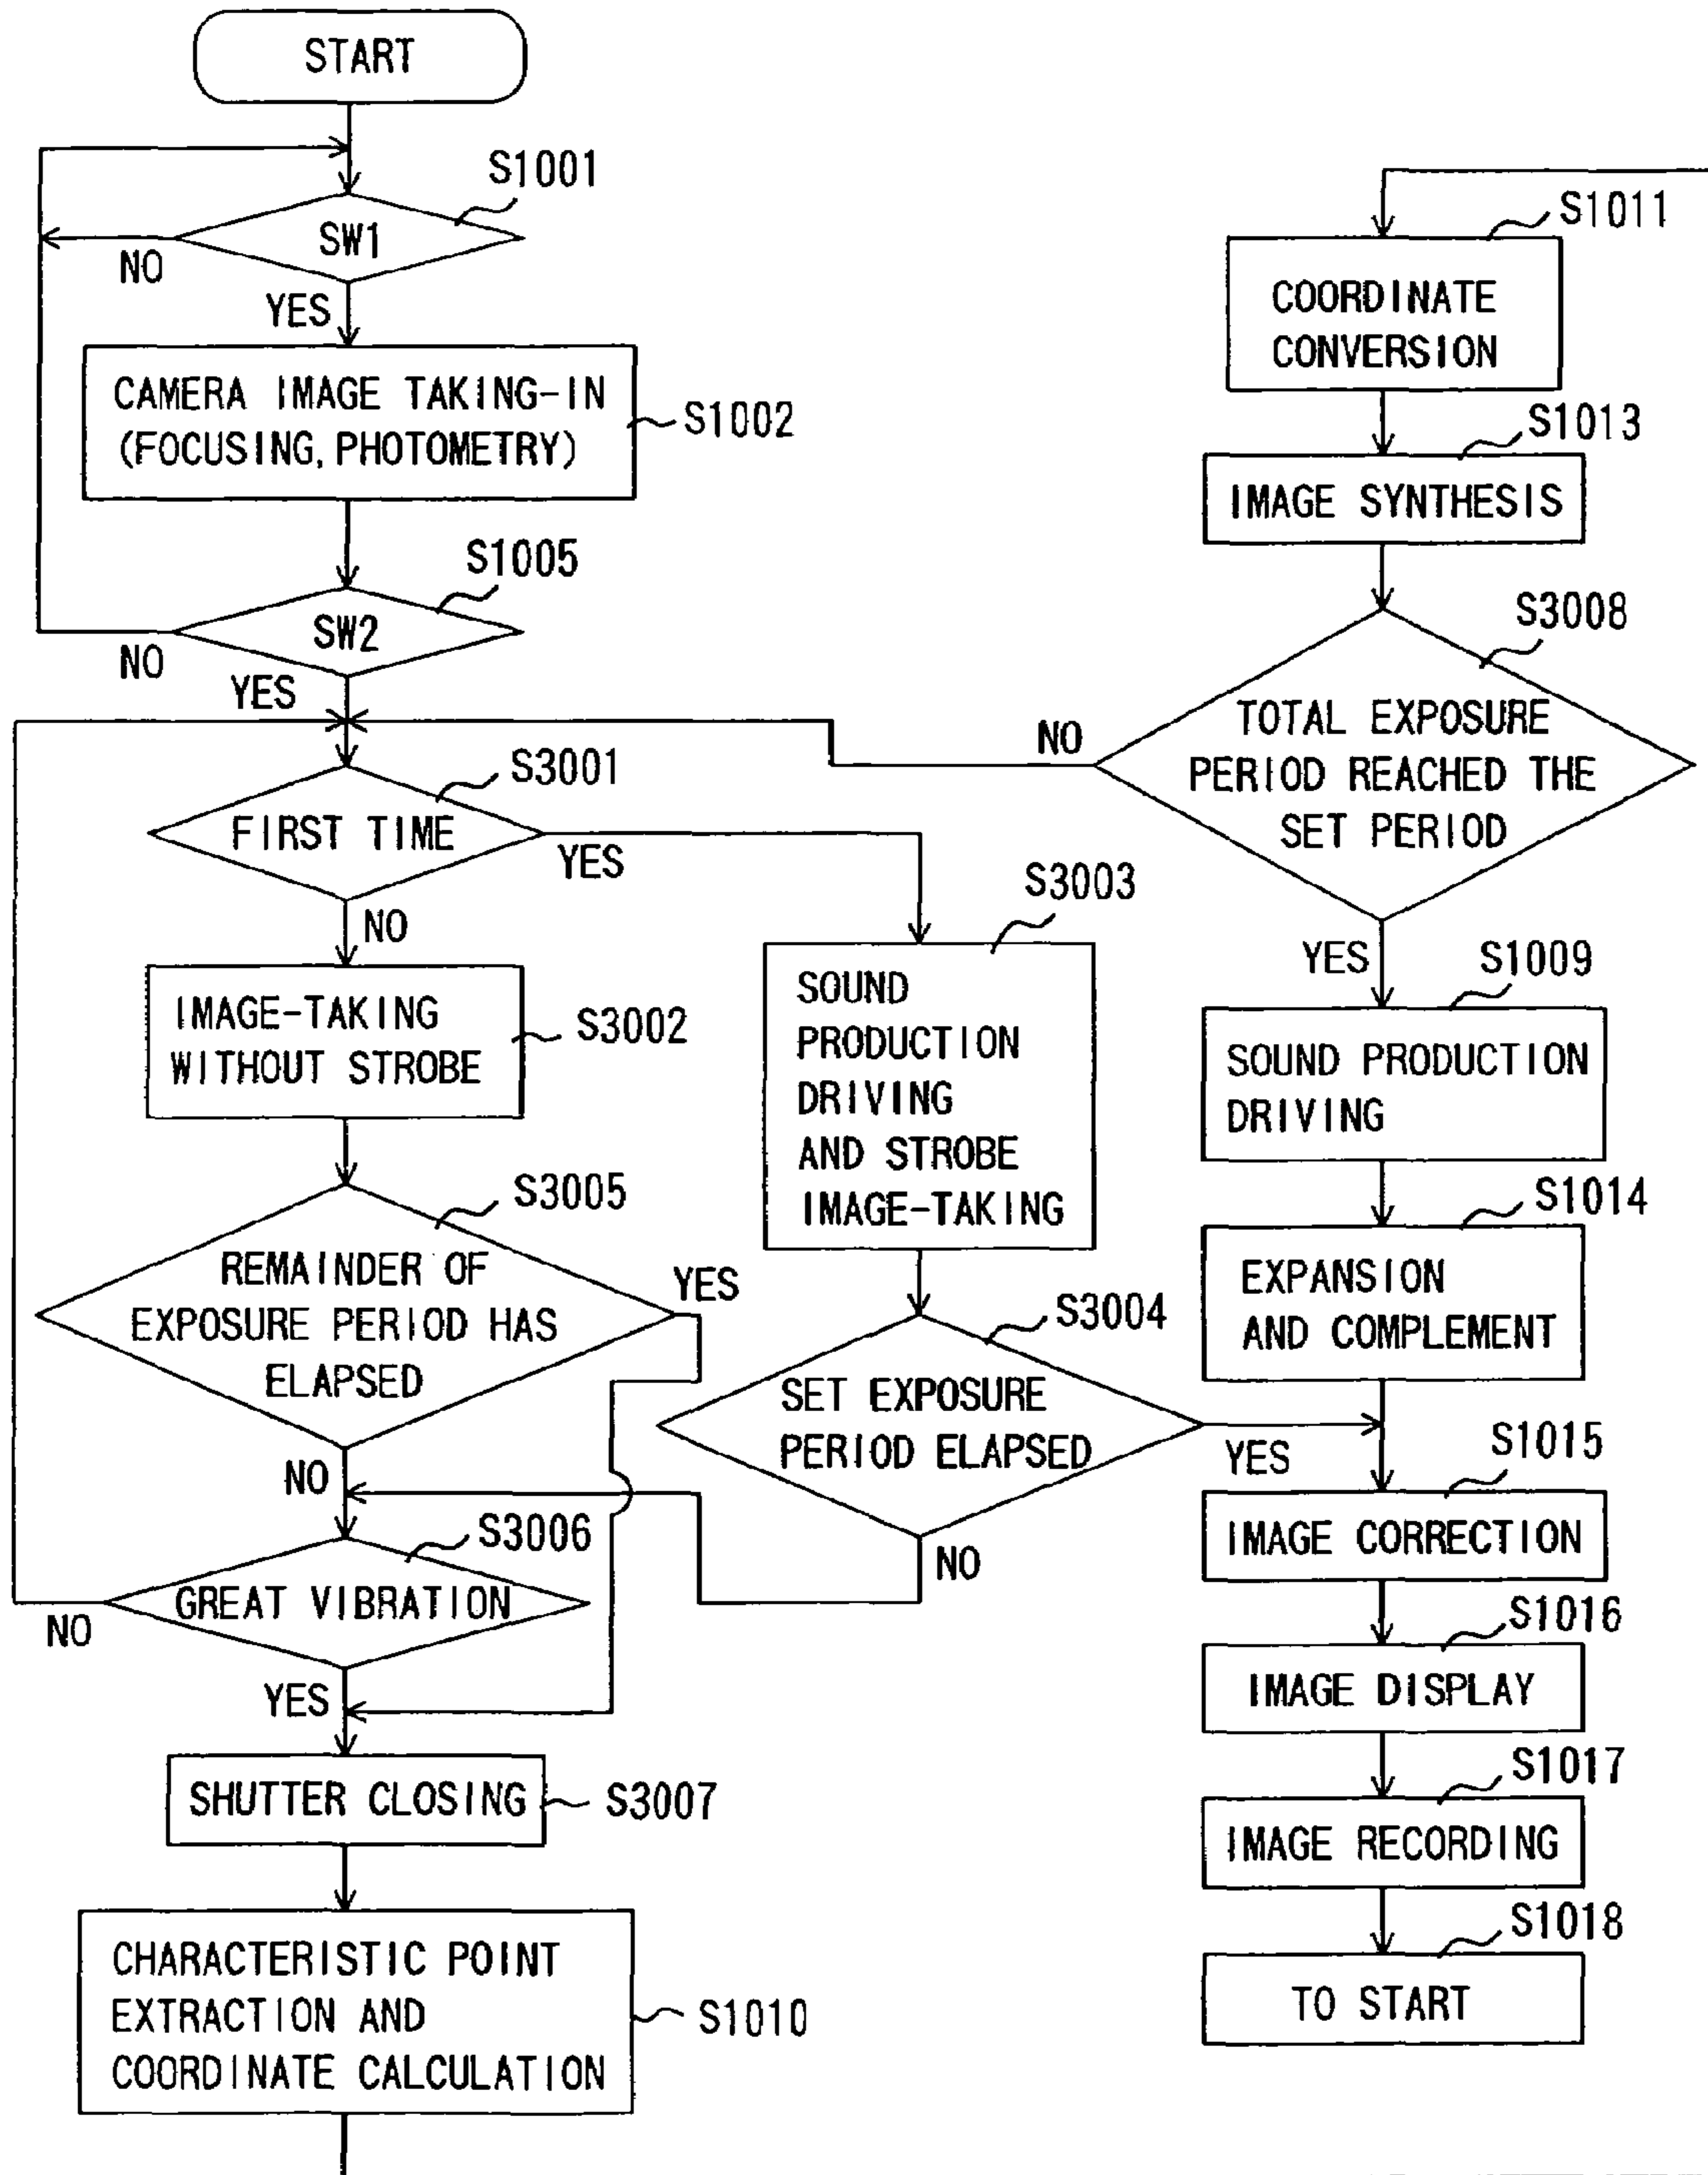 START
S1001
SW1
NO
YES
CAMERA IMAGE TAKING-IN
(FOCUSING, PHOTOMETRY)
S1002
S1005
SW2
NO
YES
S3001
FIRST TIME
YES
NO
IMAGE-TAKING
WITHOUT STROBE
S3002
S3003
SOUND
PRODUCTION
DRIVING
AND STROBE
IMAGE-TAKING
S3005
REMAINDER OF
EXPOSURE PERIOD HAS
ELAPSED
YES
NO
S3004
SET EXPOSURE
PERIOD ELAPSED
YES
NO
S3006
GREAT VIBRATION
NO
YES
SHUTTER CLOSING
S3007
CHARACTERISTIC POINT
EXTRACTION AND
COORDINATE CALCULATION
S1010
S1011
COORDINATE
CONVERSION
S1013
IMAGE SYNTHESIS
S3008
TOTAL EXPOSURE
PERIOD REACHED THE
SET PERIOD
NO
YES
S1009
SOUND PRODUCTION
DRIVING
S1014
EXPANSION
AND COMPLEMENT
S1015
IMAGE CORRECTION
S1016
IMAGE DISPLAY
S1017
IMAGE RECORDING
S1018
TO START